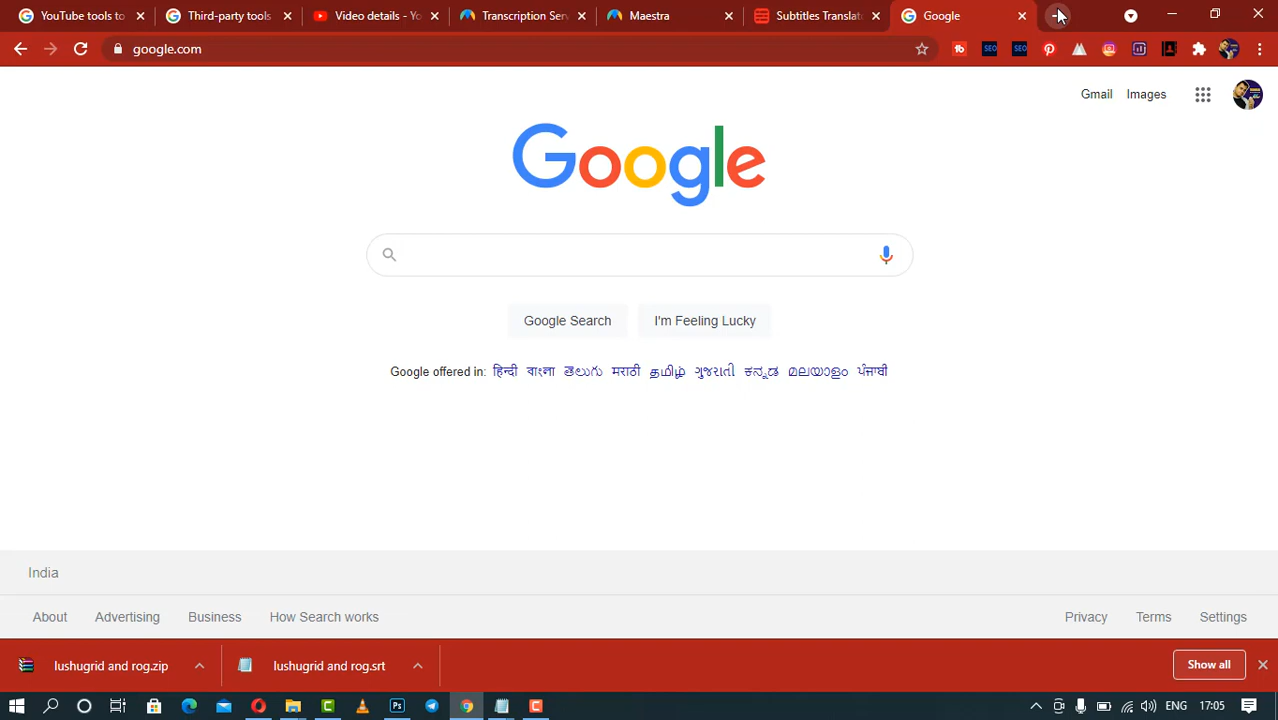 YouTube tools to
Third-party tools
Video details - Yo
Transcription Serv
Maestra
Subtitles Translat
Google
google.com
Gmail
Images
Google
Google Search
I'm Feeling Lucky
Google offered in: हिन्दी বাংলা తెలుగు मराठी தமிழ் ગુજરાતી ಕನ್ನಡ മലയാളം ਪੰਜਾਬੀ
India
About
Advertising
Business
How Search works
Privacy
Terms
Settings
lushugrid and rog.zip
lushugrid and rog.srt
Show all
ENG
17:05